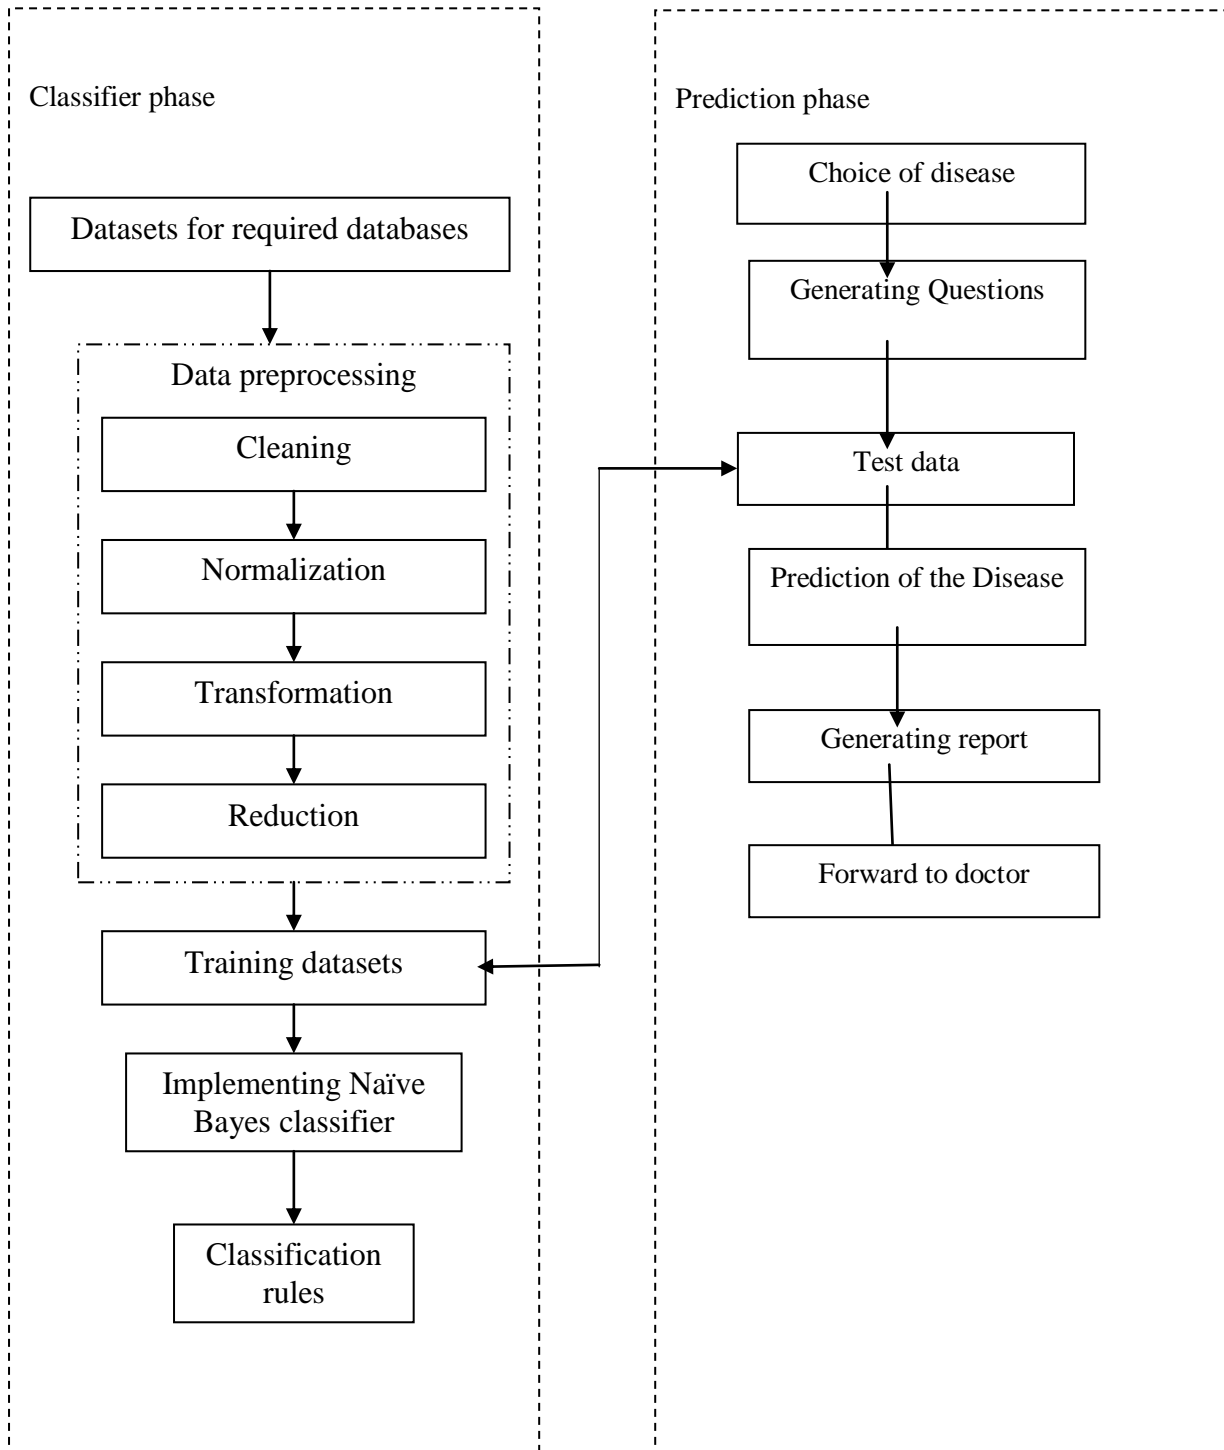 Classifier phase
Datasets for required databases
Data preprocessing
Cleaning
Normalization
Transformation
Reduction
Training datasets
Implementing Naïve
Bayes classifier
Classification
rules
Prediction phase
Choice of disease
Generating Questions
Test data
Prediction of the Disease
Generating report
Forward to doctor